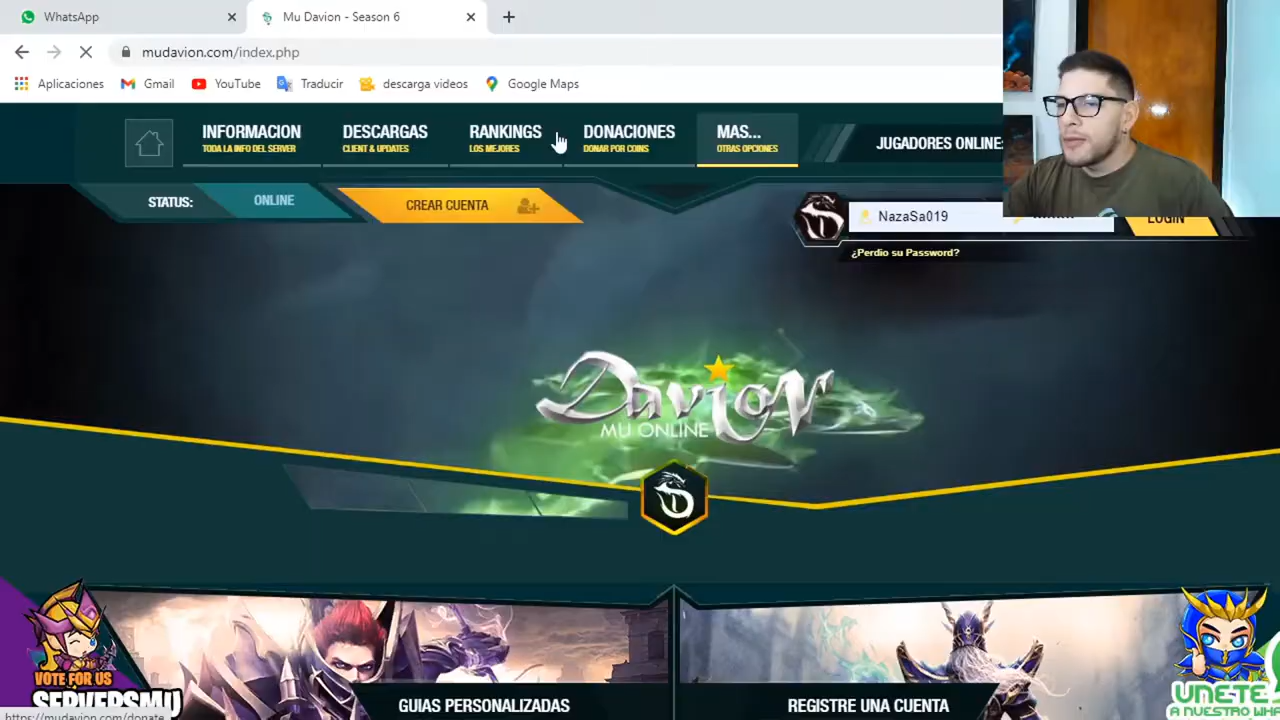 WhatsApp
Mu Davion - Season 6
mudavion.com/index.php
Aplicaciones
Gmail
YouTube
Traducir
descarga videos
Google Maps
INFORMACION
TODA LA INFO DEL SERVER
DESCARGAS
CLIENT & UPDATES
RANKINGS
LOS MEJORES
DONACIONES
DONAR POR COINS
MAS...
OTRAS OPCIONES
JUGADORES ONLINE:
STATUS:
ONLINE
CREAR CUENTA
NazaSa019
LOGIN
¿Perdio su Password?
DavioN
MU ONLINE
VOTE FOR US
SERVERSMU
GUIAS PERSONALIZADAS
REGISTRE UNA CUENTA
UNETE
A NUESTRO WHA
https://mudavion.com/donate